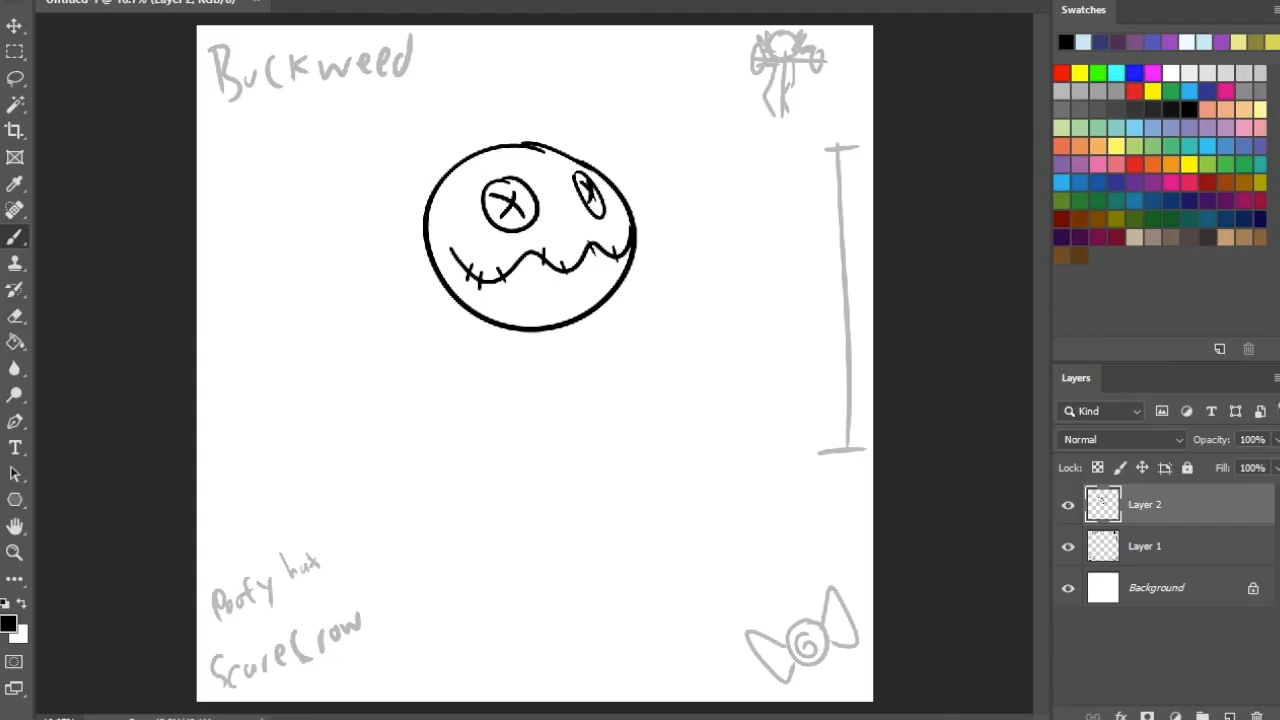 Buckweed
Poofy hat
ScareCrow
Swatches
Layers
Kind
Normal
Opacity: 100%
Lock:
Fill: 100%
Layer 2
Layer 1
Background